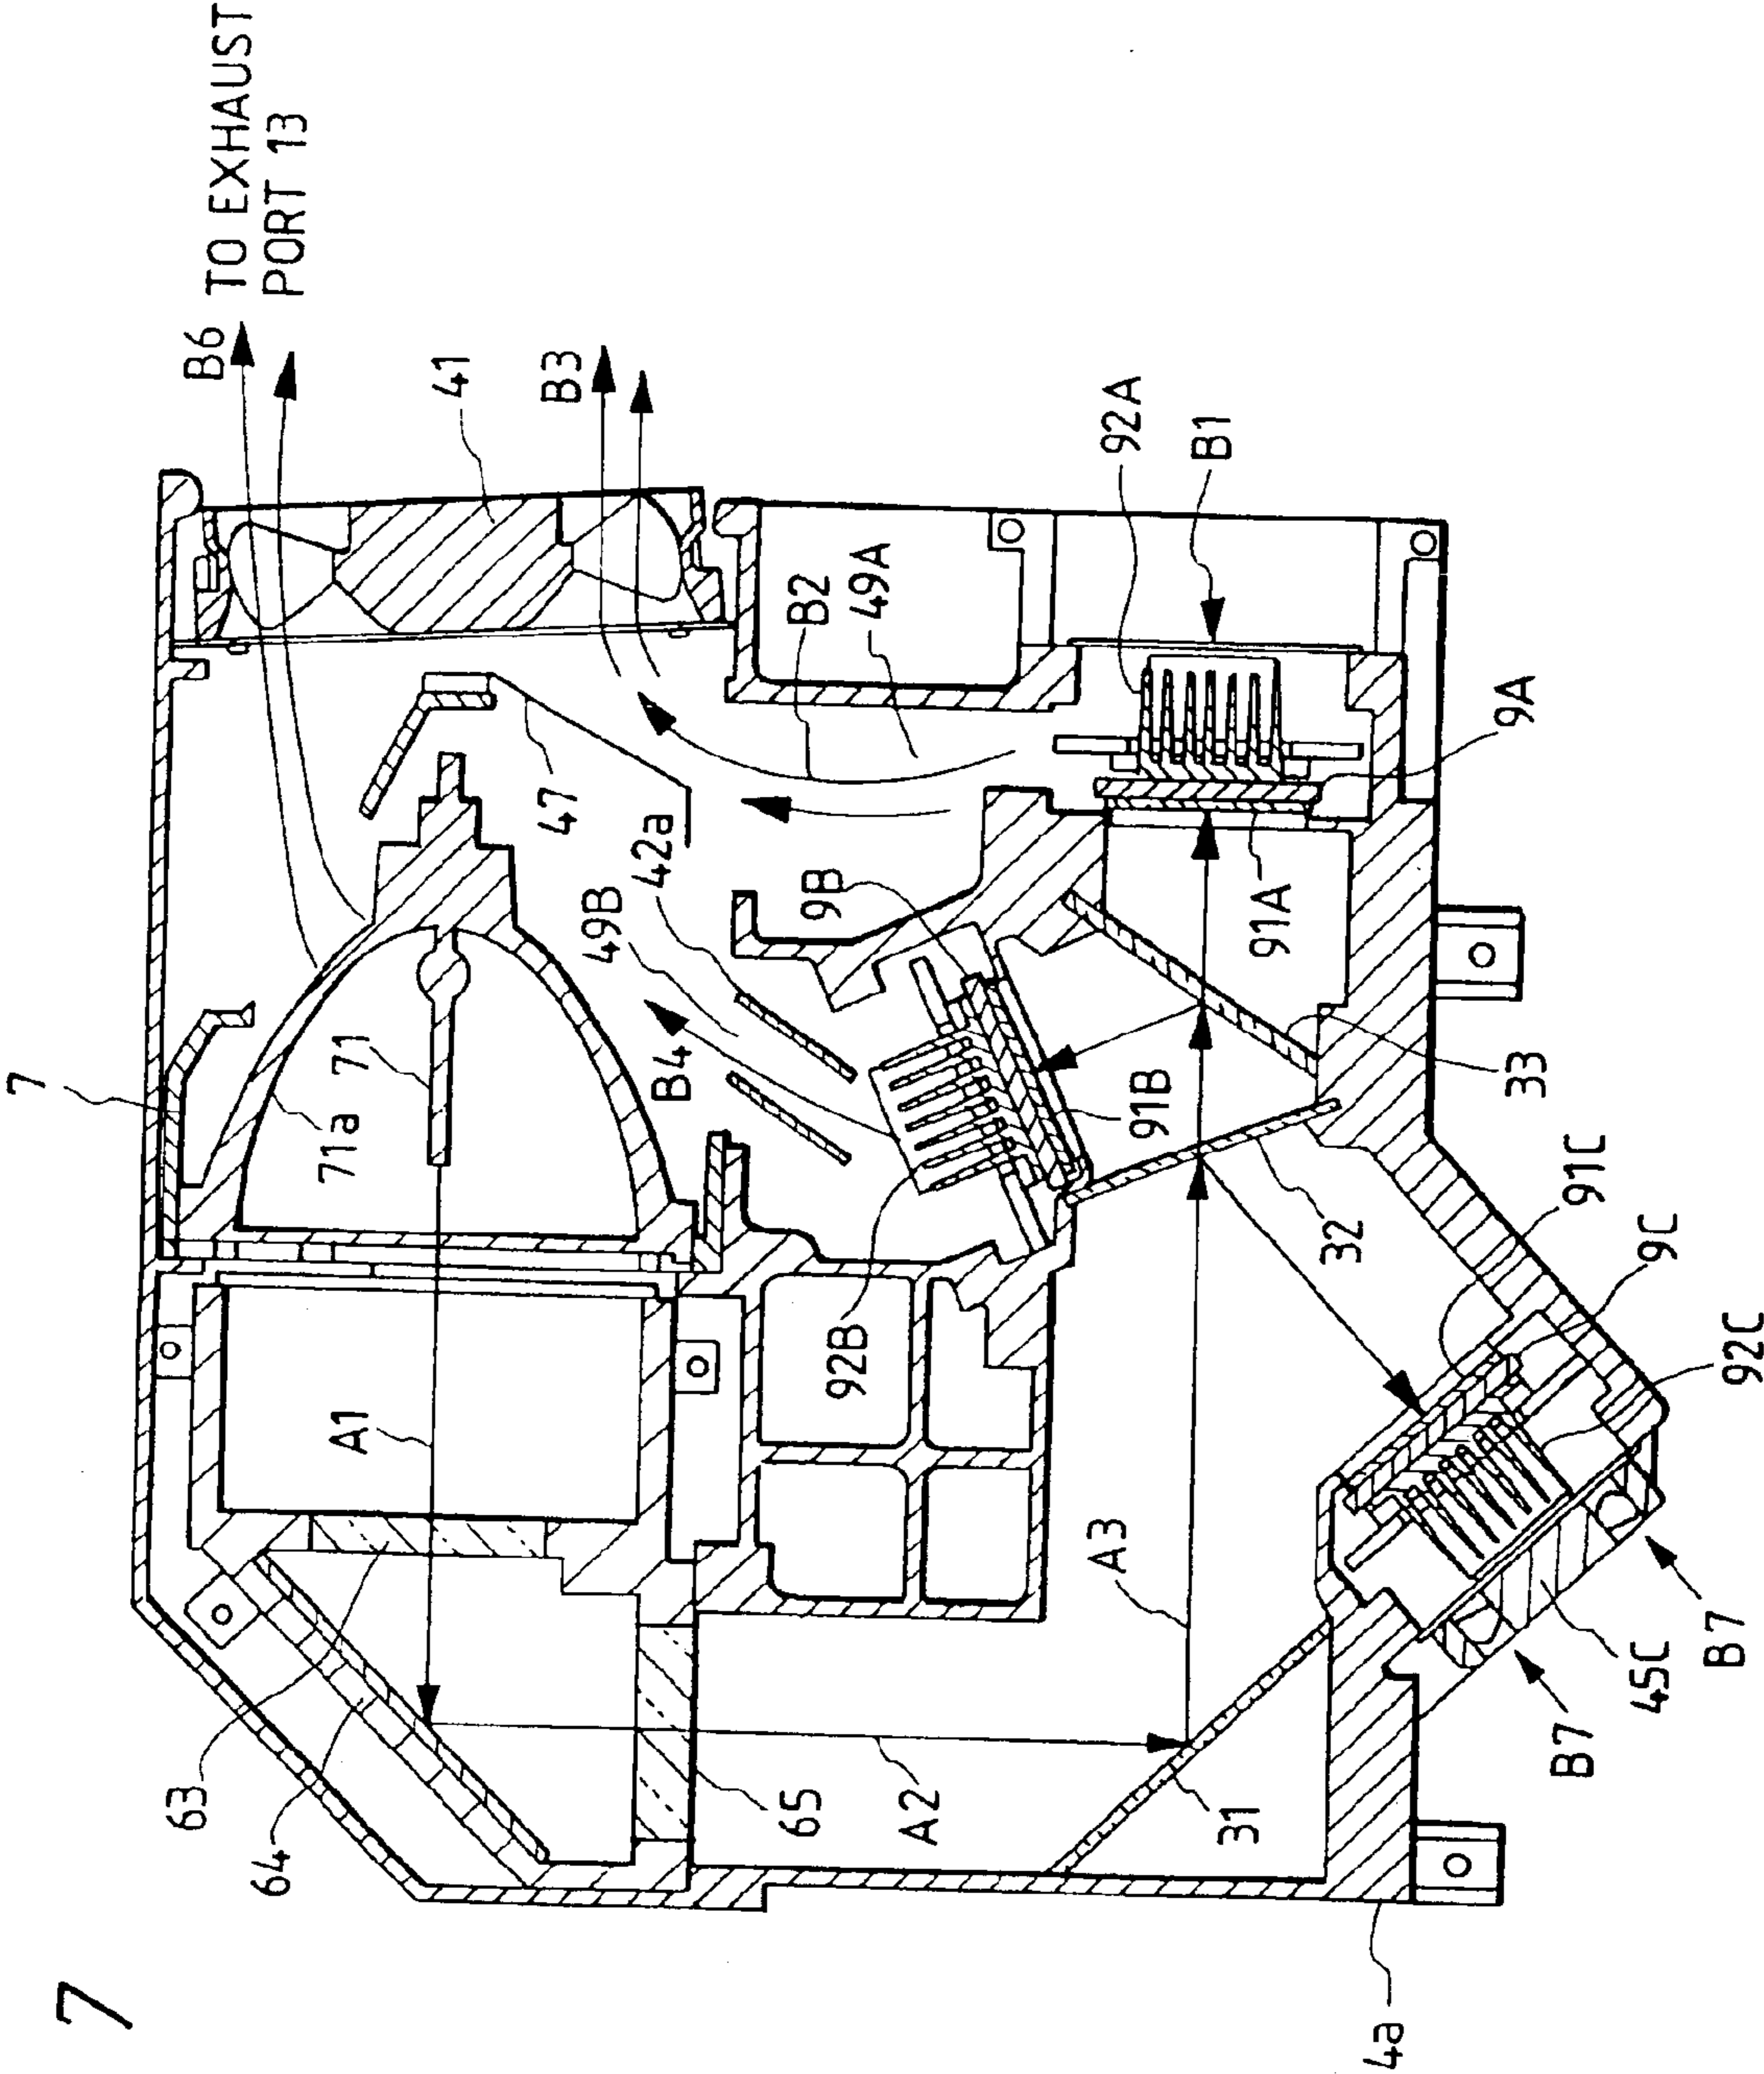 7
B6 TO EXHAUST
PORT 13
41
B3
92A
B1
B2
49A
9A
47
42a
49B
9B
91A
7
71
71a
B4
91B
33
32
91C
9C
92C
92B
A1
A3
63
64
65
A2
31
45C
B7
B7
4a